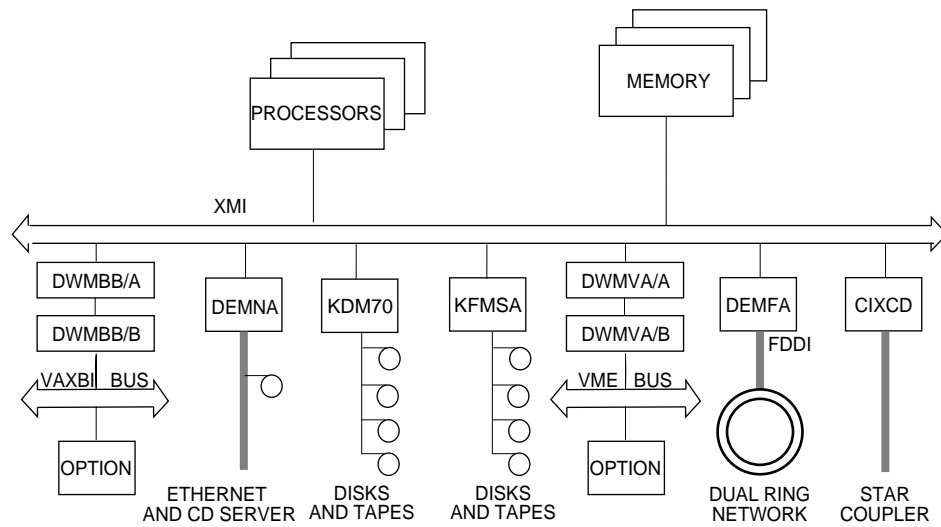 PROCESSORS
MEMORY
XMI
DWMBB/A
DWMBB/B
VAXBI BUS
OPTION
DEMNA
ETHERNET
AND CD SERVER
KDM70
DISKS
AND TAPES
KFMSA
DISKS
AND TAPES
DWMVA/A
DWMVA/B
VME BUS
OPTION
DEMFA
FDDI
DUAL RING
NETWORK
CIXCD
STAR
COUPLER